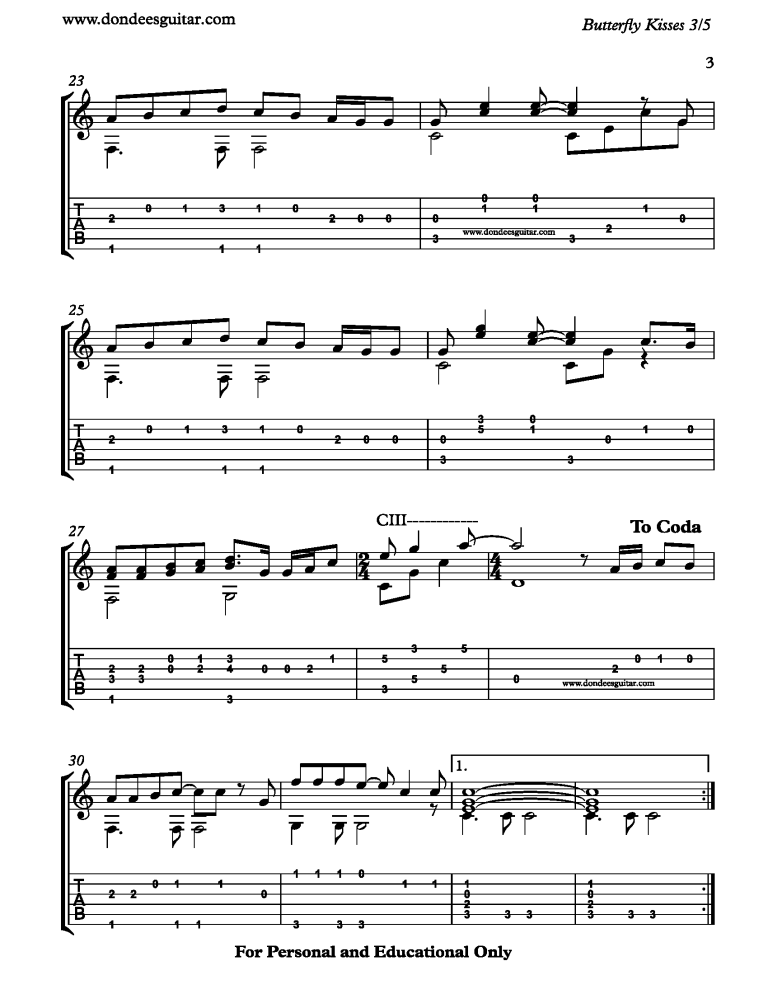 www.dondeesguitar.com
Butterfly Kisses 3/5
3
23
T A B
0 1 3 1 0 0 0 1 1 1
2 2 0 0 0 0
www.dondeesguitar.com
2
3 3
1 1 1
25
T A B
3 0
0 1 3 1 0 5 1 1 0
2 2 0 0 0 0
3 3
1 1 1
27
CIII------------
To Coda
2 4
4 4
T A B
3 5
0 1 3 1 5 0 1 0
2 2 0 2 4 0 0 2 5 2
3 3 5 0
www.dondeesguitar.com
3
1 3
30
1.
T A B
1 1 1 0
0 1 1 1 1 1 1
2 2 0 0 0
2 2
3 3 3 3 3 3
1 1 1 3 3 3
For Personal and Educational Only